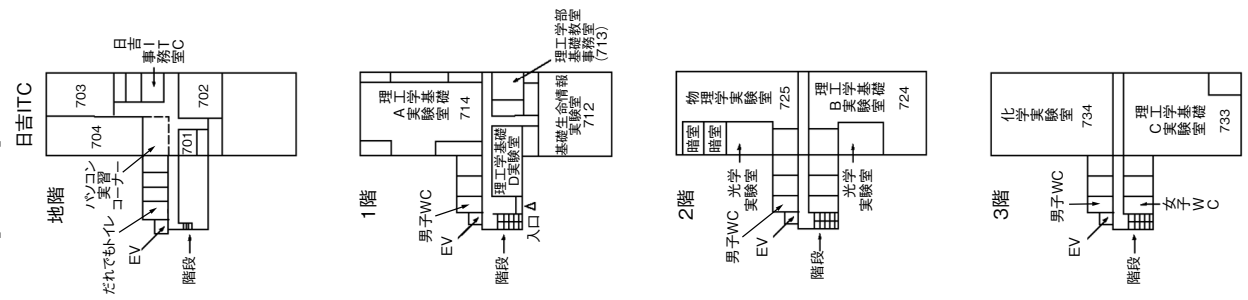 日吉ITC
地階
704
703
日吉ITC
事務室
パソコン
実習
コーナー
701
702
だれでもトイレ
EV
階段
1階
理工学基礎
A実験室
714
理工学部
基礎教室
事務室
(713)
理工学基礎
D実験室
基礎生命情報
実験室
712
男子WC
EV
階段
入口
2階
暗室
暗室
物理学
実験室
725
理工学基礎
B実験室
724
光学
実験室
光学
実験室
男子WC
EV
階段
3階
化学
実験室
734
理工学基礎
C実験室
733
男子WC
女子WC
EV
階段